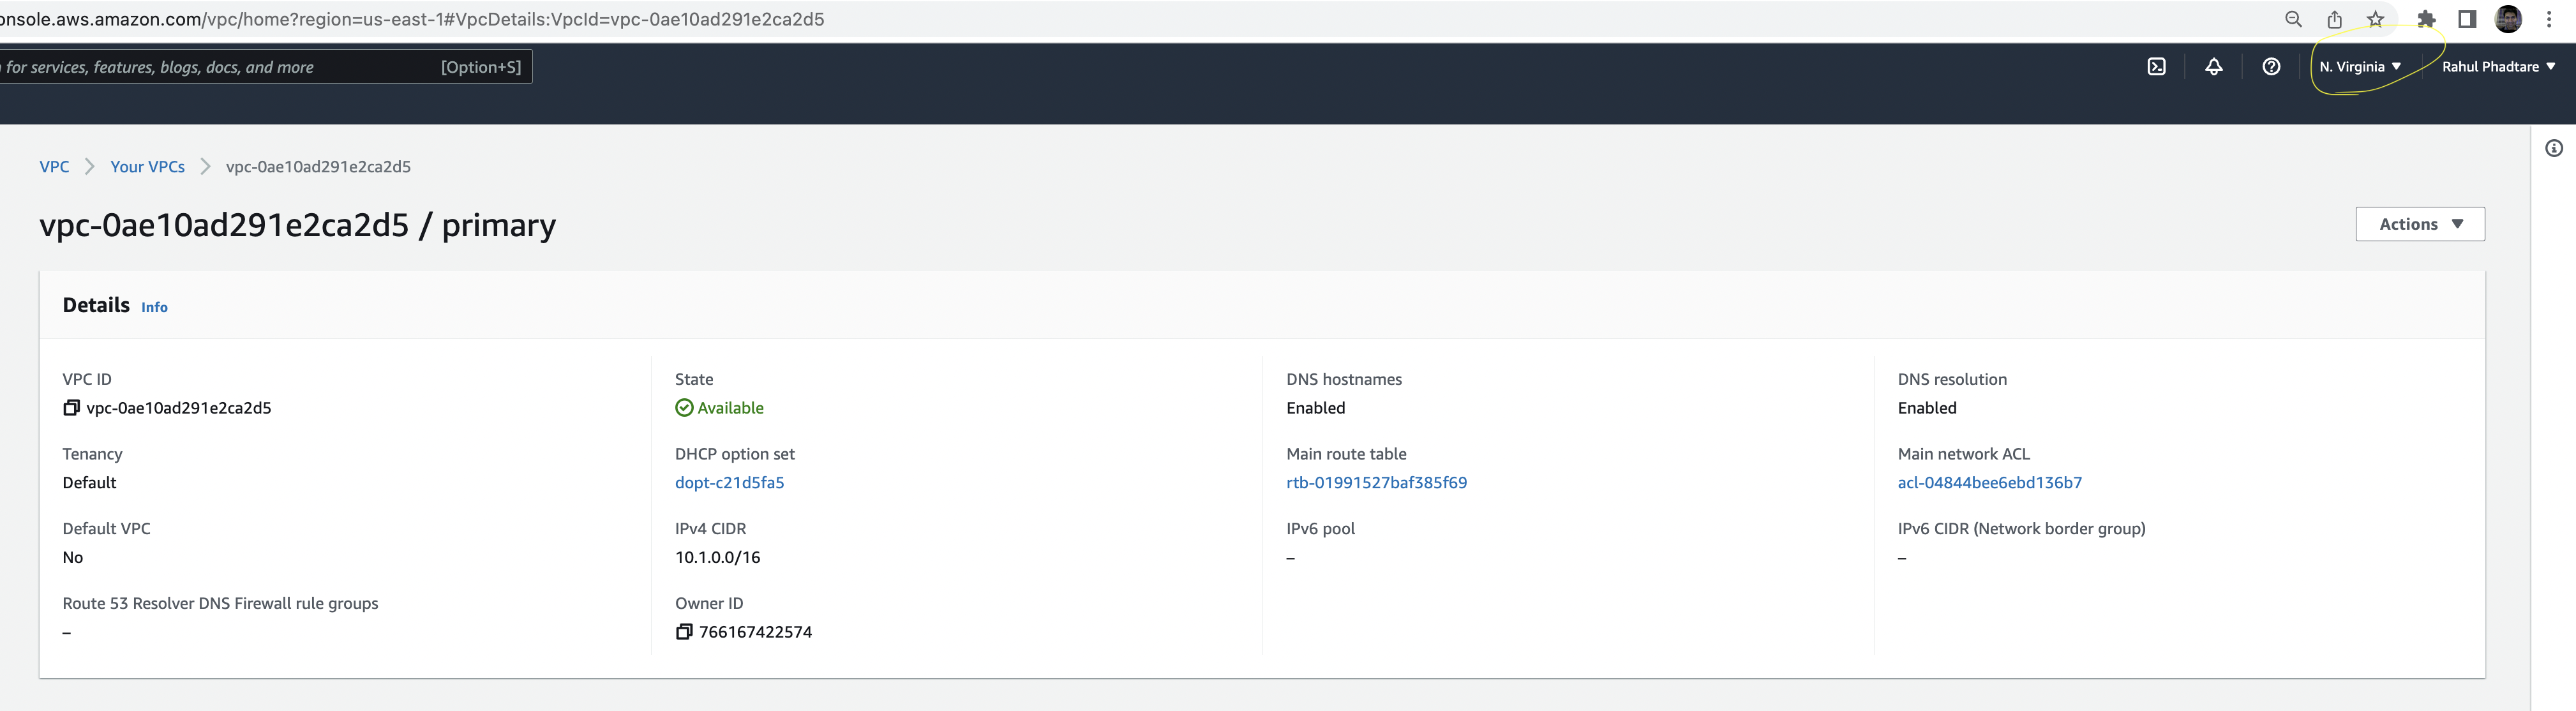 onsole.aws.amazon.com/vpc/home?region=us-east-1#VpcDetails:VpcId=vpc-0ae10ad291e2ca2d5
for services, features, blogs, docs, and more [Option+S] N. Virginia Rahul Phadtare
VPC Your VPCs vpc-0ae10ad291e2ca2d5
vpc-0ae10ad291e2ca2d5 / primary
Actions
Details Info
VPC ID State DNS hostnames DNS resolution
vpc-0ae10ad291e2ca2d5 Available Enabled Enabled
Tenancy DHCP option set Main route table Main network ACL
Default dopt-c21d5fa5 rtb-01991527baf385f69 acl-04844bee6ebd136b7
Default VPC IPv4 CIDR IPv6 pool IPv6 CIDR (Network border group)
No 10.1.0.0/16 – –
Route 53 Resolver DNS Firewall rule groups Owner ID
– 766167422574